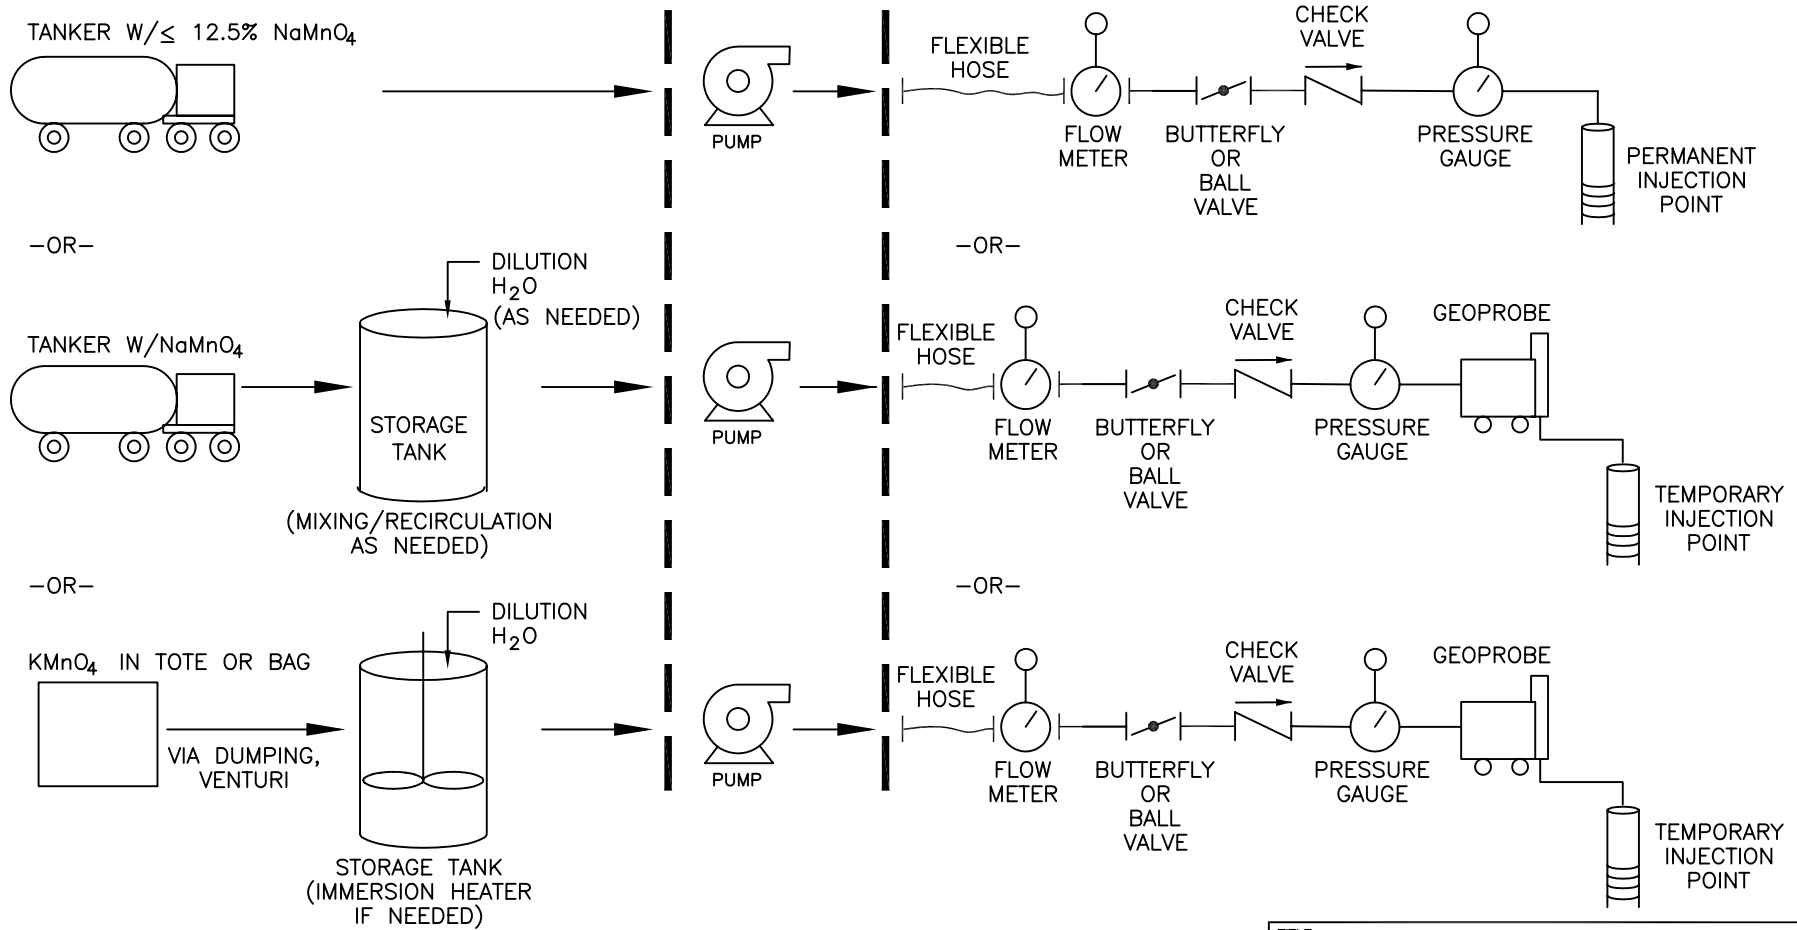 TANKER W/≤ 12.5% NaMnO4
PUMP
FLEXIBLE
HOSE
FLOW
METER
BUTTERFLY
OR
BALL
VALVE
CHECK
VALVE
PRESSURE
GAUGE
PERMANENT
INJECTION
POINT
-OR-
-OR-
TANKER W/NaMnO4
DILUTION
H2O
(AS NEEDED)
STORAGE
TANK
(MIXING/RECIRCULATION
AS NEEDED)
PUMP
FLEXIBLE
HOSE
FLOW
METER
BUTTERFLY
OR
BALL
VALVE
CHECK
VALVE
PRESSURE
GAUGE
GEOPROBE
TEMPORARY
INJECTION
POINT
-OR-
-OR-
KMnO4 IN TOTE OR BAG
VIA DUMPING,
VENTURI
DILUTION
H2O
STORAGE TANK
(IMMERSION HEATER
IF NEEDED)
PUMP
FLEXIBLE
HOSE
FLOW
METER
BUTTERFLY
OR
BALL
VALVE
CHECK
VALVE
PRESSURE
GAUGE
GEOPROBE
TEMPORARY
INJECTION
POINT